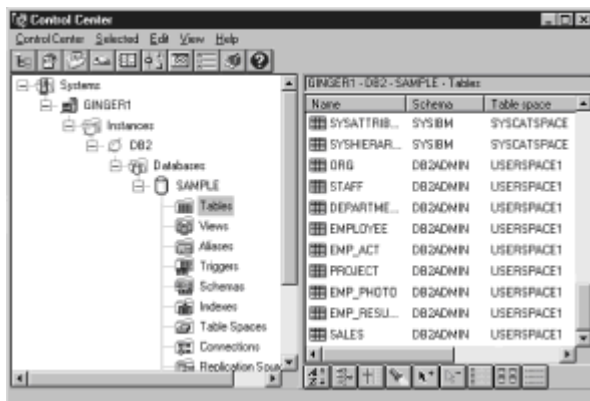 Control Center
Control Center Selected Edit View Help
Systems
GINGER1
Instances
DB2
Databases
SAMPLE
Tables
Views
Aliases
Triggers
Schemas
Indexes
Table Spaces
Connections
Replication Sour
GINGER1 - DB2 - SAMPLE - Tables
Name Schema Table space
SYSATTRIB... SYSIBM SYSCATSPACE
SYSHIERAR... SYSIBM SYSCATSPACE
ORG DB2ADMIN USERSPACE1
STAFF DB2ADMIN USERSPACE1
DEPARTME... DB2ADMIN USERSPACE1
EMPLOYEE DB2ADMIN USERSPACE1
EMP_ACT DB2ADMIN USERSPACE1
PROJECT DB2ADMIN USERSPACE1
EMP_PHOTO DB2ADMIN USERSPACE1
EMP_RESU... DB2ADMIN USERSPACE1
SALES DB2ADMIN USERSPACE1